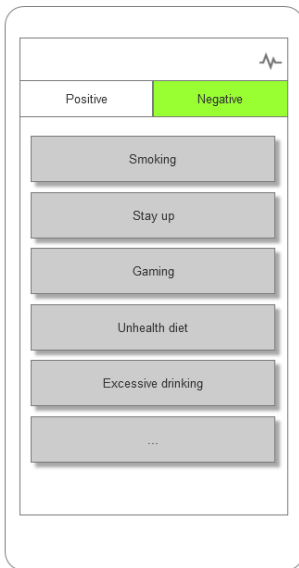 Positive
Negative
Smoking
Stay up
Gaming
Unhealth diet
Excessive drinking
...